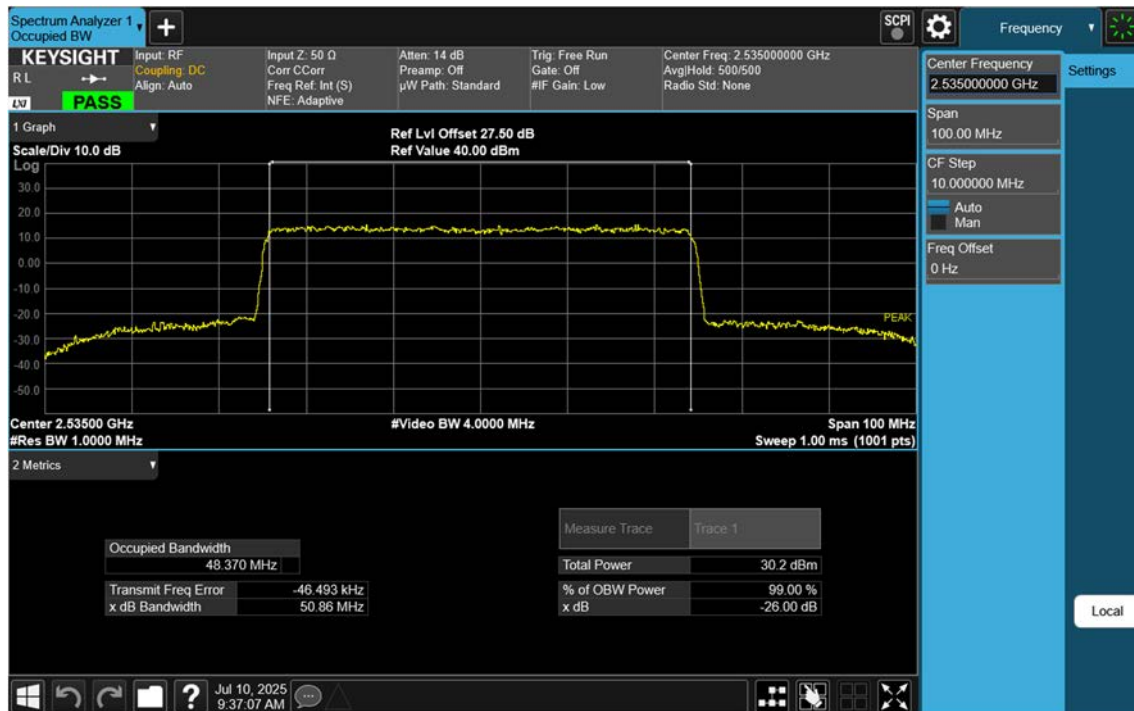 Spectrum Analyzer 1
Occupied BW
+
SCPI
Frequency
KEYSIGHT
R L
LXI
PASS
Input: RF
Coupling: DC
Align: Auto
Input Z: 50 Ω
Corr CCorr
Freq Ref: Int (S)
NFE: Adaptive
Atten: 14 dB
Preamp: Off
µW Path: Standard
Trig: Free Run
Gate: Off
#IF Gain: Low
Center Freq: 2.535000000 GHz
Avg|Hold: 500/500
Radio Std: None
Center Frequency
2.535000000 GHz
Settings
Span
100.00 MHz
CF Step
10.000000 MHz
Auto
Man
Freq Offset
0 Hz
Local
1 Graph
Scale/Div 10.0 dB
Ref Lvl Offset 27.50 dB
Ref Value 40.00 dBm
Log
30.0
20.0
10.0
0.00
-10.0
-20.0
-30.0
-40.0
-50.0
PEAK
Center 2.53500 GHz
#Video BW 4.0000 MHz
Span 100 MHz
#Res BW 1.0000 MHz
Sweep 1.00 ms (1001 pts)
2 Metrics
Measure Trace Trace 1
Occupied Bandwidth
48.370 MHz
Total Power 30.2 dBm
Transmit Freq Error -46.493 kHz
% of OBW Power 99.00 %
x dB Bandwidth 50.86 MHz
x dB -26.00 dB
?
Jul 10, 2025
9:37:07 AM